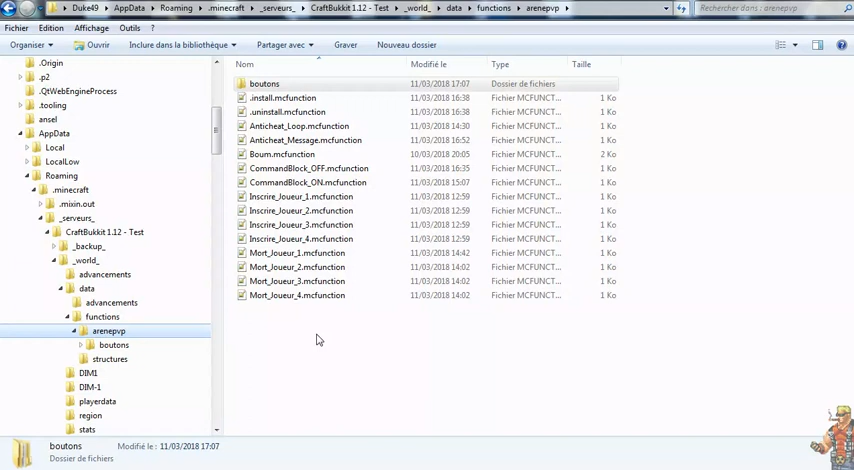 Duke49 ▸ AppData ▸ Roaming ▸ .minecraft ▸ _serveurs_ ▸ CraftBukkit 1.12 - Test ▸ _world_ ▸ data ▸ functions ▸ arenepvp ▸
Rechercher dans : arenepvp
Fichier Edition Affichage Outils ?
Organiser Ouvrir Inclure dans la bibliothèque Partager avec Graver Nouveau dossier
Nom Modifié le Type Taille
.Origin
.p2
.QtWebEngineProcess
.tooling
ansel
AppData
Local
LocalLow
Roaming
.minecraft
.mixin.out
_serveurs_
CraftBukkit 1.12 - Test
_backup_
_world_
advancements
data
advancements
functions
arenepvp
boutons
structures
DIM1
DIM-1
playerdata
region
stats
boutons 11/03/2018 17:07 Dossier de fichiers
.install.mcfunction 11/03/2018 16:38 Fichier MCFUNCT... 1 Ko
.uninstall.mcfunction 11/03/2018 16:38 Fichier MCFUNCT... 1 Ko
Anticheat_Loop.mcfunction 11/03/2018 14:30 Fichier MCFUNCT... 1 Ko
Anticheat_Message.mcfunction 11/03/2018 16:52 Fichier MCFUNCT... 1 Ko
Boum.mcfunction 10/03/2018 20:05 Fichier MCFUNCT... 2 Ko
CommandBlock_OFF.mcfunction 11/03/2018 16:35 Fichier MCFUNCT... 1 Ko
CommandBlock_ON.mcfunction 11/03/2018 15:07 Fichier MCFUNCT... 1 Ko
Inscrire_Joueur_1.mcfunction 11/03/2018 12:59 Fichier MCFUNCT... 1 Ko
Inscrire_Joueur_2.mcfunction 11/03/2018 12:59 Fichier MCFUNCT... 1 Ko
Inscrire_Joueur_3.mcfunction 11/03/2018 12:59 Fichier MCFUNCT... 1 Ko
Inscrire_Joueur_4.mcfunction 11/03/2018 12:59 Fichier MCFUNCT... 1 Ko
Mort_Joueur_1.mcfunction 11/03/2018 14:42 Fichier MCFUNCT... 1 Ko
Mort_Joueur_2.mcfunction 11/03/2018 14:02 Fichier MCFUNCT... 1 Ko
Mort_Joueur_3.mcfunction 11/03/2018 14:02 Fichier MCFUNCT... 1 Ko
Mort_Joueur_4.mcfunction 11/03/2018 14:02 Fichier MCFUNCT... 1 Ko
boutons Modifié le : 11/03/2018 17:07
Dossier de fichiers